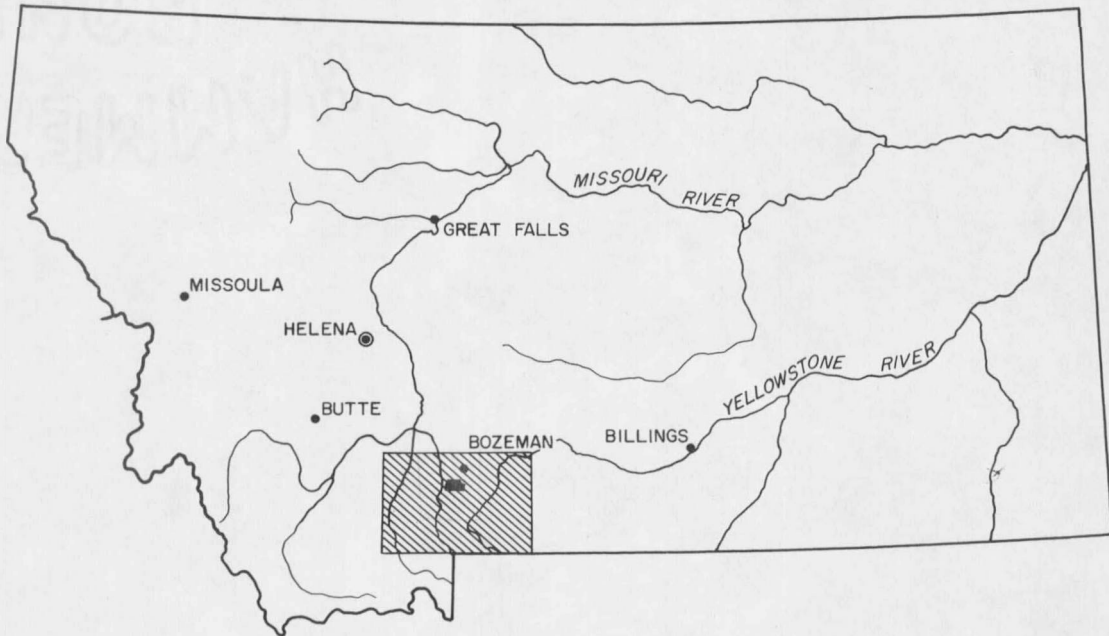 MISSOURI RIVER
GREAT FALLS
MISSOULA
HELENA
YELLOWSTONE RIVER
BUTTE
BOZEMAN
BILLINGS